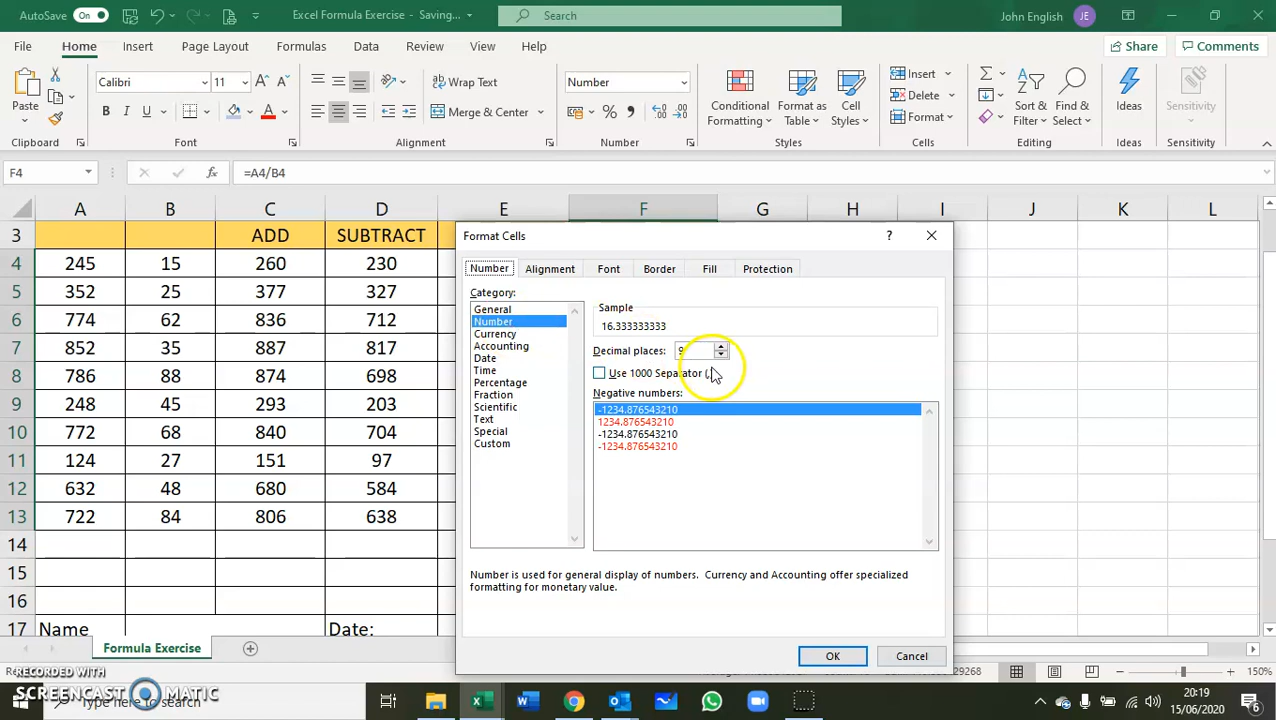 AutoSave On Excel Formula Exercise - Saving... Search John English JE
File Home Insert Page Layout Formulas Data Review View Help Share Comments
Calibri 11 Wrap Text Number Insert
Paste B I U Merge & Center Conditional Formatting Format as Table Cell Styles Delete Format Sort & Filter Find & Select Ideas Sensitivity
Clipboard Font Alignment Number Styles Cells Editing Ideas Sensitivity
F4 fx =A4/B4
A B C D E F G H I J K L
3 ADD SUBTRACT
4 245 15 260 230
5 352 25 377 327
6 774 62 836 712
7 852 35 887 817
8 786 88 874 698
9 248 45 293 203
10 772 68 840 704
11 124 27 151 97
12 632 48 680 584
13 722 84 806 638
14
15
16
17 Name Date:
Format Cells ?
Number Alignment Font Border Fill Protection
Category:
General
Number
Currency
Accounting
Date
Time
Percentage
Fraction
Scientific
Text
Special
Custom
Sample
16.333333333
Decimal places: 9
Use 1000 Separator (,)
Negative numbers:
-1234.876543210
1234.876543210
-1234.876543210
-1234.876543210
Number is used for general display of numbers. Currency and Accounting offer specialized
formatting for monetary value.
OK Cancel
Formula Exercise
29268 150%
RECORDED WITH
SCREENCAST MATIC
Type here to search
20:19
15/06/2020
6